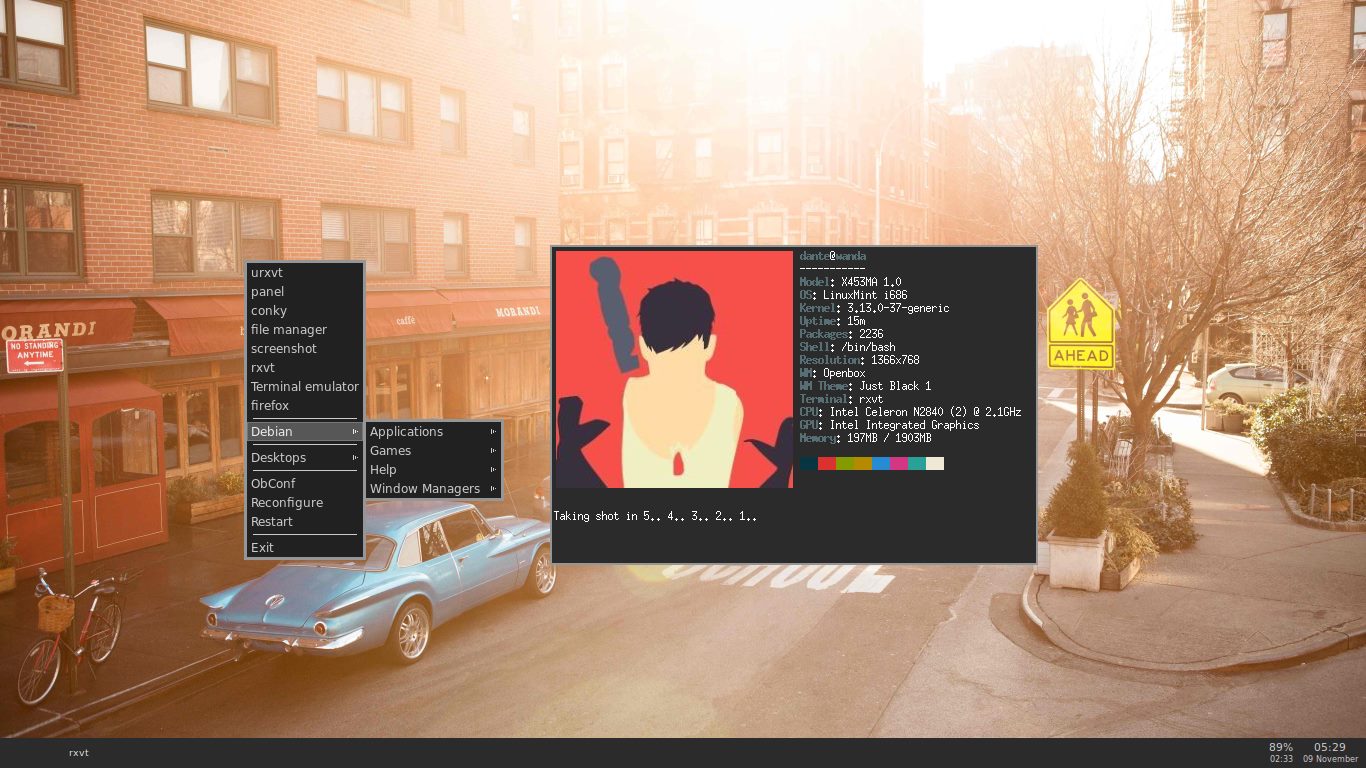 MORANDI
caffè
MORANDI
NO STANDING
ANYTIME
urxvt
panel
conky
file manager
screenshot
rxvt
Terminal emulator
firefox
Debian
Desktops
ObConf
Reconfigure
Restart
Exit
Applications
Games
Help
Window Managers
dante@wanda
-----------
Model: X453MA 1.0
OS: LinuxMint i686
Kernel: 3.13.0-37-generic
Uptime: 15m
Packages: 2236
Shell: /bin/bash
Resolution: 1366x768
WM: Openbox
WM Theme: Just Black 1
Terminal: rxvt
CPU: Intel Celeron N2840 (2) @ 2.1GHz
GPU: Intel Integrated Graphics
Memory: 197MB / 1903MB
Taking shot in 5.. 4.. 3.. 2.. 1..
AHEAD
SCHOOL
rxvt
89%
02:33
05:29
09 November